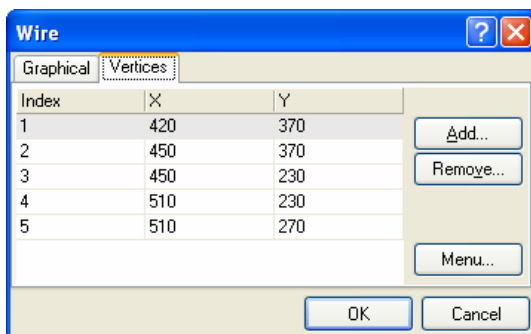 Wire
Graphical Vertices
Index X Y
1 420 370
2 450 370
3 450 230
4 510 230
5 510 270
Add...
Remove...
Menu...
OK Cancel